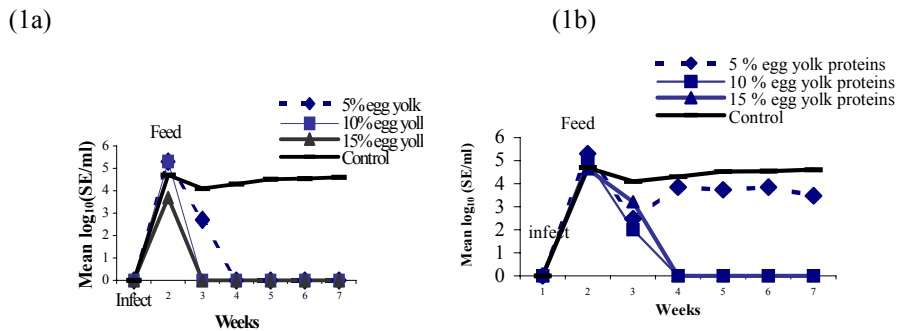 (1a)
Mean log10(SE/ml)
6
5
4
3
2
1
0
Feed
Infect
1 2 3 4 5 6 7
Weeks
5% egg yolk
10% egg yoll
15% egg yoll
Control
(1b)
Mean log10(SE/ml)
6
5
4
3
2
1
0
Feed
infect
1 2 3 4 5 6 7
Weeks
5 % egg yolk proteins
10 % egg yolk proteins
15 % egg yolk proteins
Control